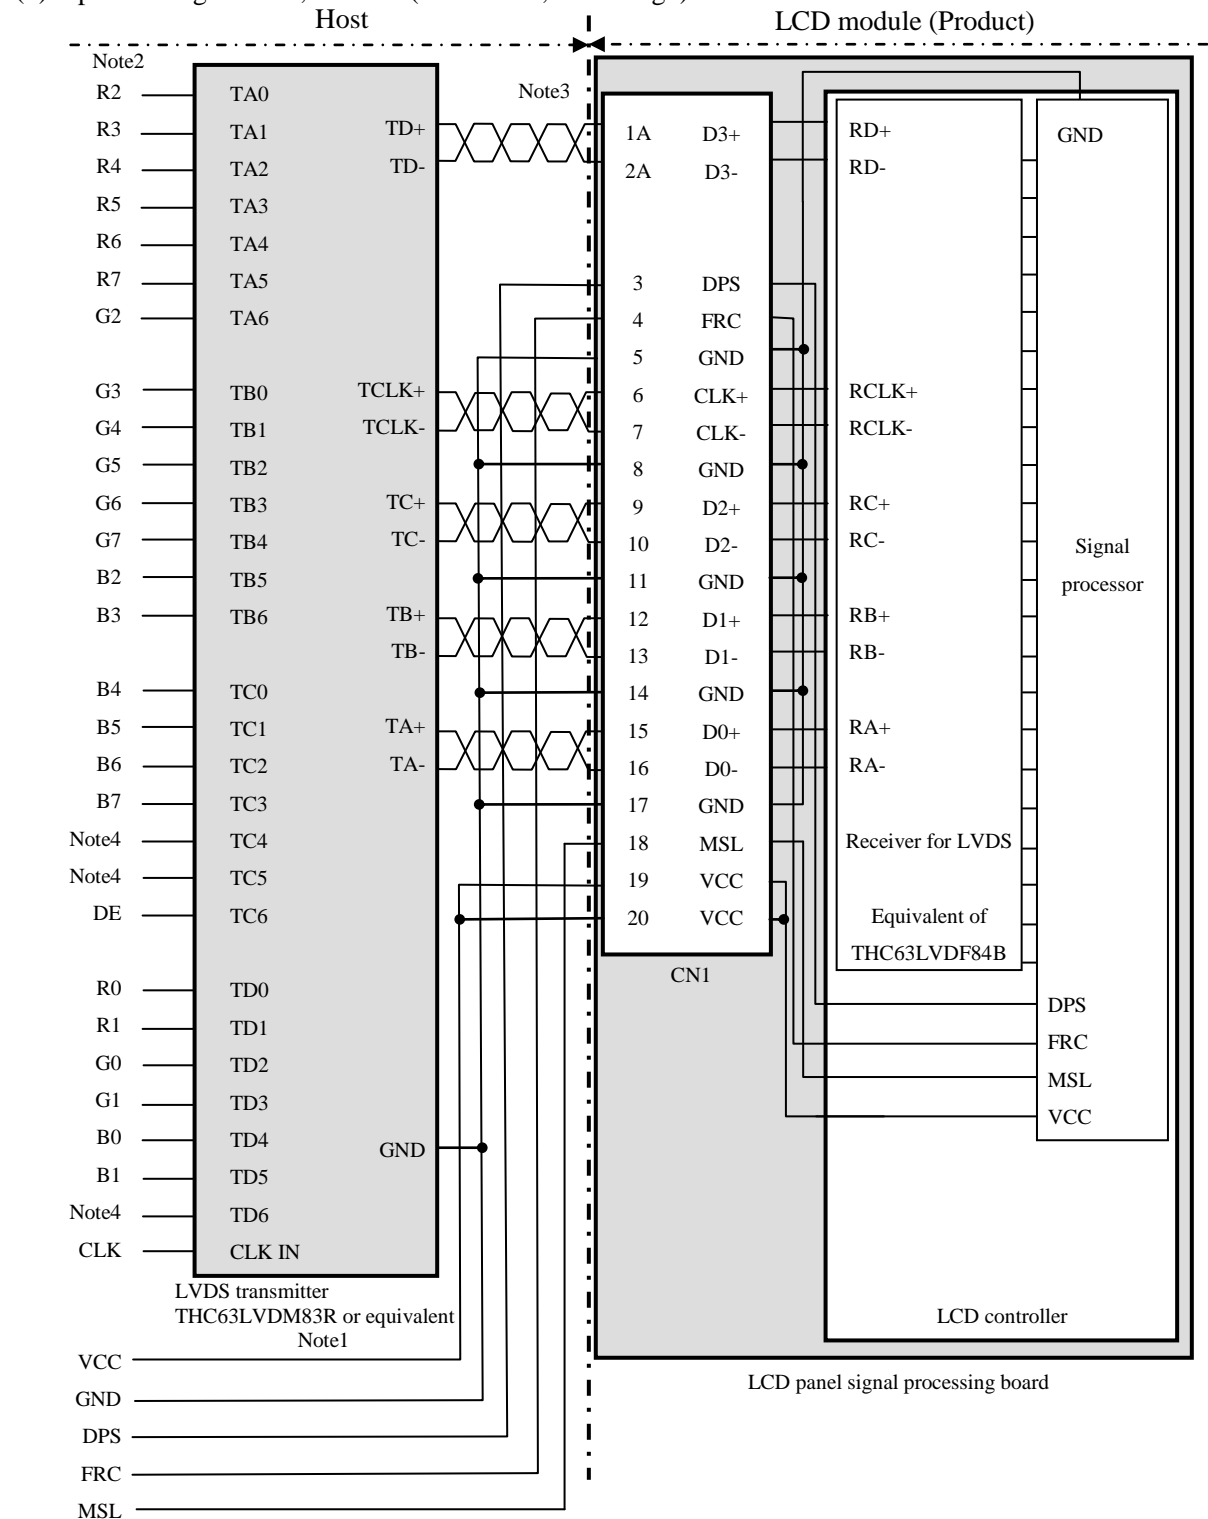 Host
LCD module (Product)
Note2
Note3
R2 TA0
R3 TA1 TD+ 1A D3+ RD+ GND
R4 TA2 TD- 2A D3- RD-
R5 TA3
R6 TA4
R7 TA5 3 DPS
G2 TA6 4 FRC
5 GND
G3 TB0 TCLK+ 6 CLK+ RCLK+
G4 TB1 TCLK- 7 CLK- RCLK-
G5 TB2 8 GND
G6 TB3 TC+ 9 D2+ RC+
G7 TB4 TC- 10 D2- RC- Signal
B2 TB5 11 GND processor
B3 TB6 TB+ 12 D1+ RB+
TB- 13 D1- RB-
B4 TC0 14 GND
B5 TC1 TA+ 15 D0+ RA+
B6 TC2 TA- 16 D0- RA-
B7 TC3 17 GND
Note4 TC4 18 MSL Receiver for LVDS
Note4 TC5 19 VCC
DE TC6 20 VCC Equivalent of
THC63LVDF84B
CN1
R0 TD0
DPS
R1 TD1
FRC
G0 TD2
MSL
G1 TD3
VCC
B0 TD4
GND
B1 TD5
Note4 TD6
CLK CLK IN
LVDS transmitter
THC63LVDM83R or equivalent
Note1
LCD controller
VCC
LCD panel signal processing board
GND
DPS
FRC
MSL